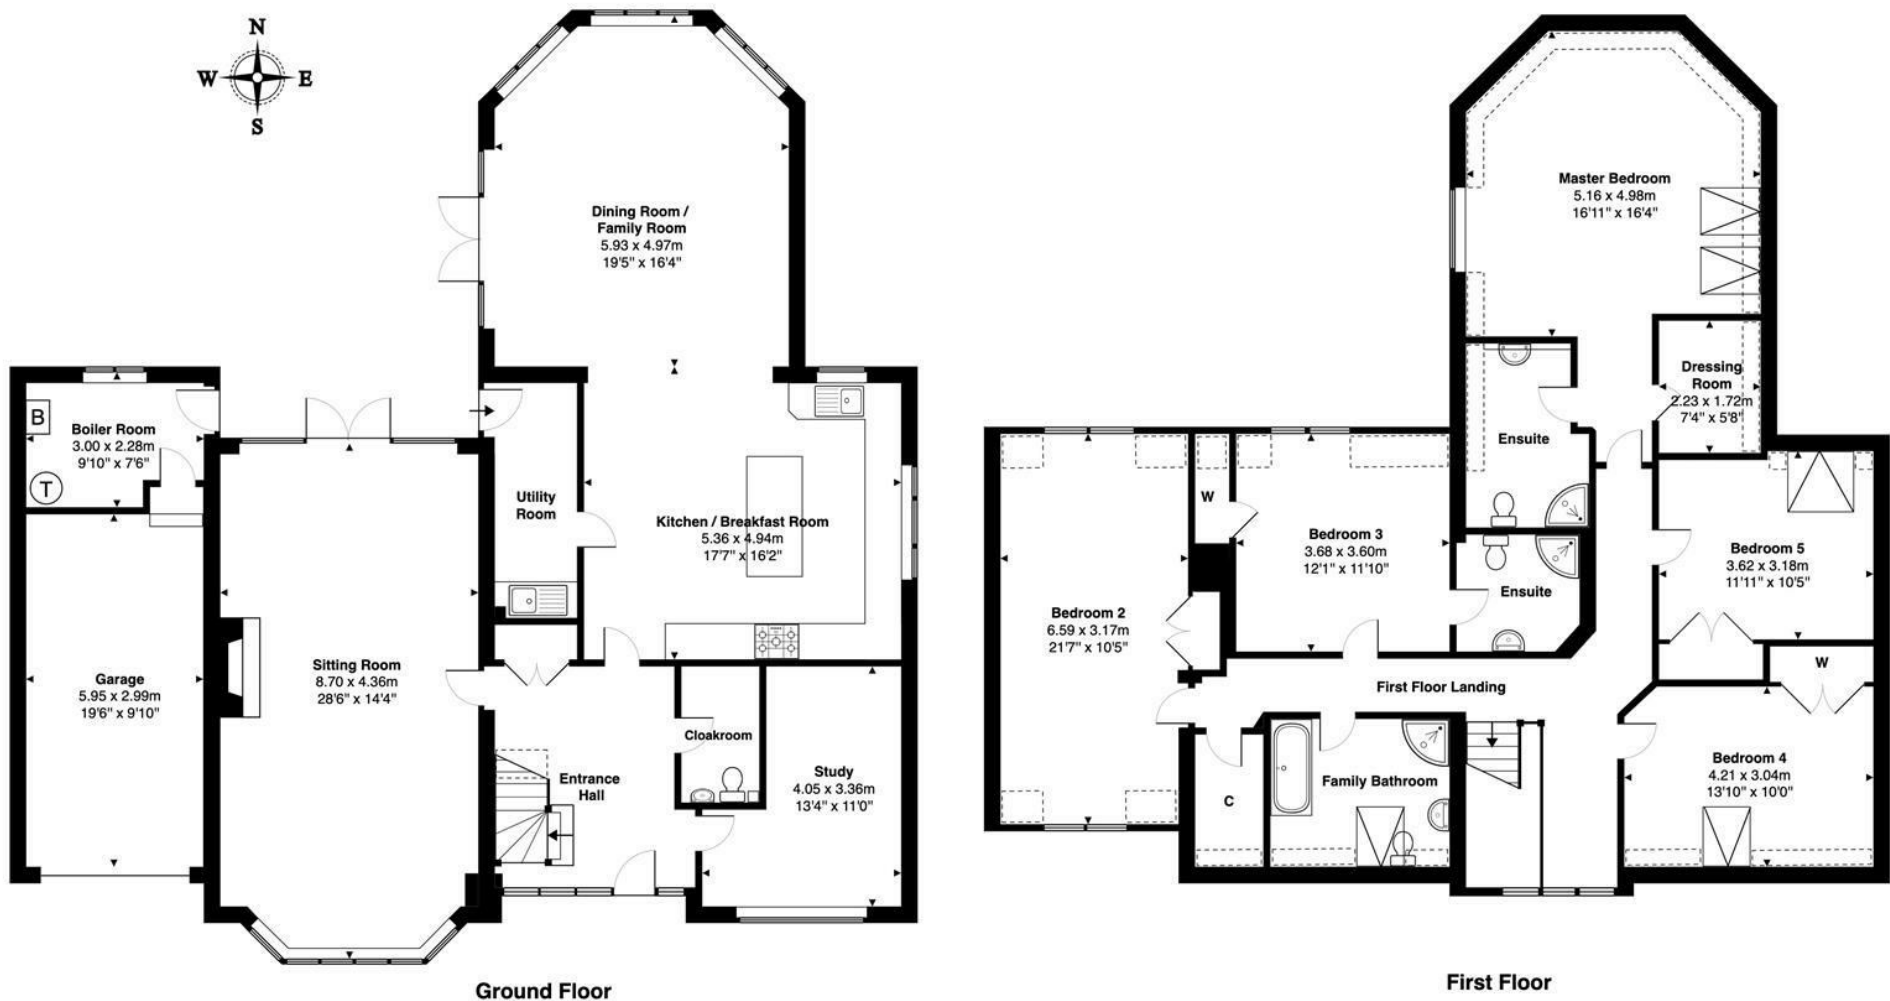 N
W E
S
Dining Room /
Family Room
5.93 x 4.97m
19'5" x 16'4"
B
Boiler Room
3.00 x 2.28m
9'10" x 7'6"
T
Utility
Room
Kitchen / Breakfast Room
5.36 x 4.94m
17'7" x 16'2"
Garage
5.95 x 2.99m
19'6" x 9'10"
Sitting Room
8.70 x 4.36m
28'6" x 14'4"
Cloakroom
Entrance
Hall
Study
4.05 x 3.36m
13'4" x 11'0"
Ground Floor
Master Bedroom
5.16 x 4.98m
16'11" x 16'4"
Dressing
Room
2.23 x 1.72m
7'4" x 5'8"
Ensuite
W
Bedroom 3
3.68 x 3.60m
12'1" x 11'10"
Bedroom 5
3.62 x 3.18m
11'11" x 10'5"
Ensuite
Bedroom 2
6.59 x 3.17m
21'7" x 10'5"
W
First Floor Landing
Family Bathroom
C
Bedroom 4
4.21 x 3.04m
13'10" x 10'0"
First Floor